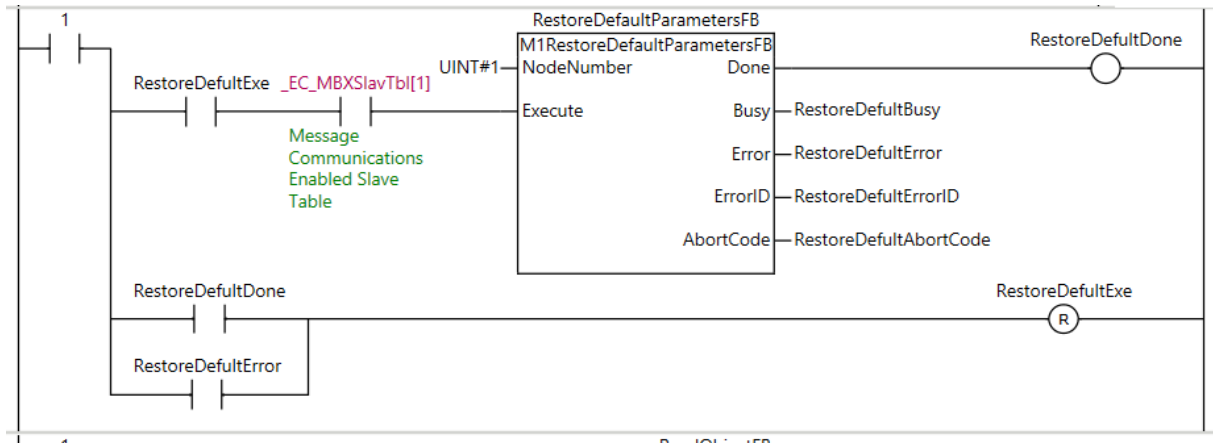 1
RestoreDefaultParametersFB
M1RestoreDefaultParametersFB
RestoreDefultDone
UINT#1
NodeNumber
Done
RestoreDefultExe
_EC_MBXSlavTbl[1]
Execute
Busy
RestoreDefultBusy
Message
Communications
Enabled Slave
Table
Error
RestoreDefultError
ErrorID
RestoreDefultErrorID
AbortCode
RestoreDefultAbortCode
RestoreDefultDone
RestoreDefultExe
R
RestoreDefultError